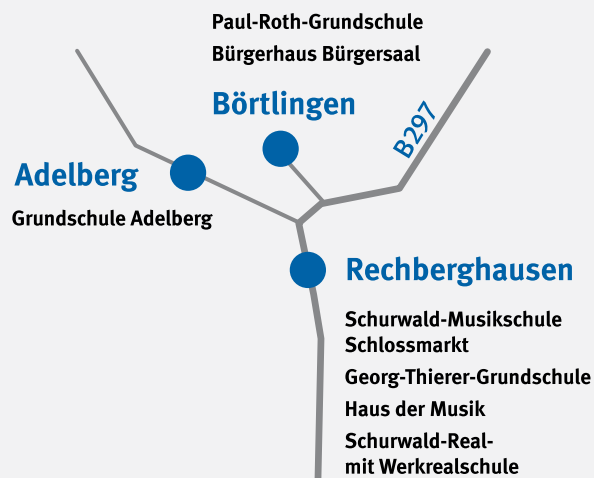 Paul-Roth-Grundschule
Bürgerhaus Bürgersaal
Börtlingen
B297
Adelberg
Grundschule Adelberg
Rechberghausen
Schurwald-Musikschule
Schlossmarkt
Georg-Thierer-Grundschule
Haus der Musik
Schurwald-Real-
mit Werkrealschule